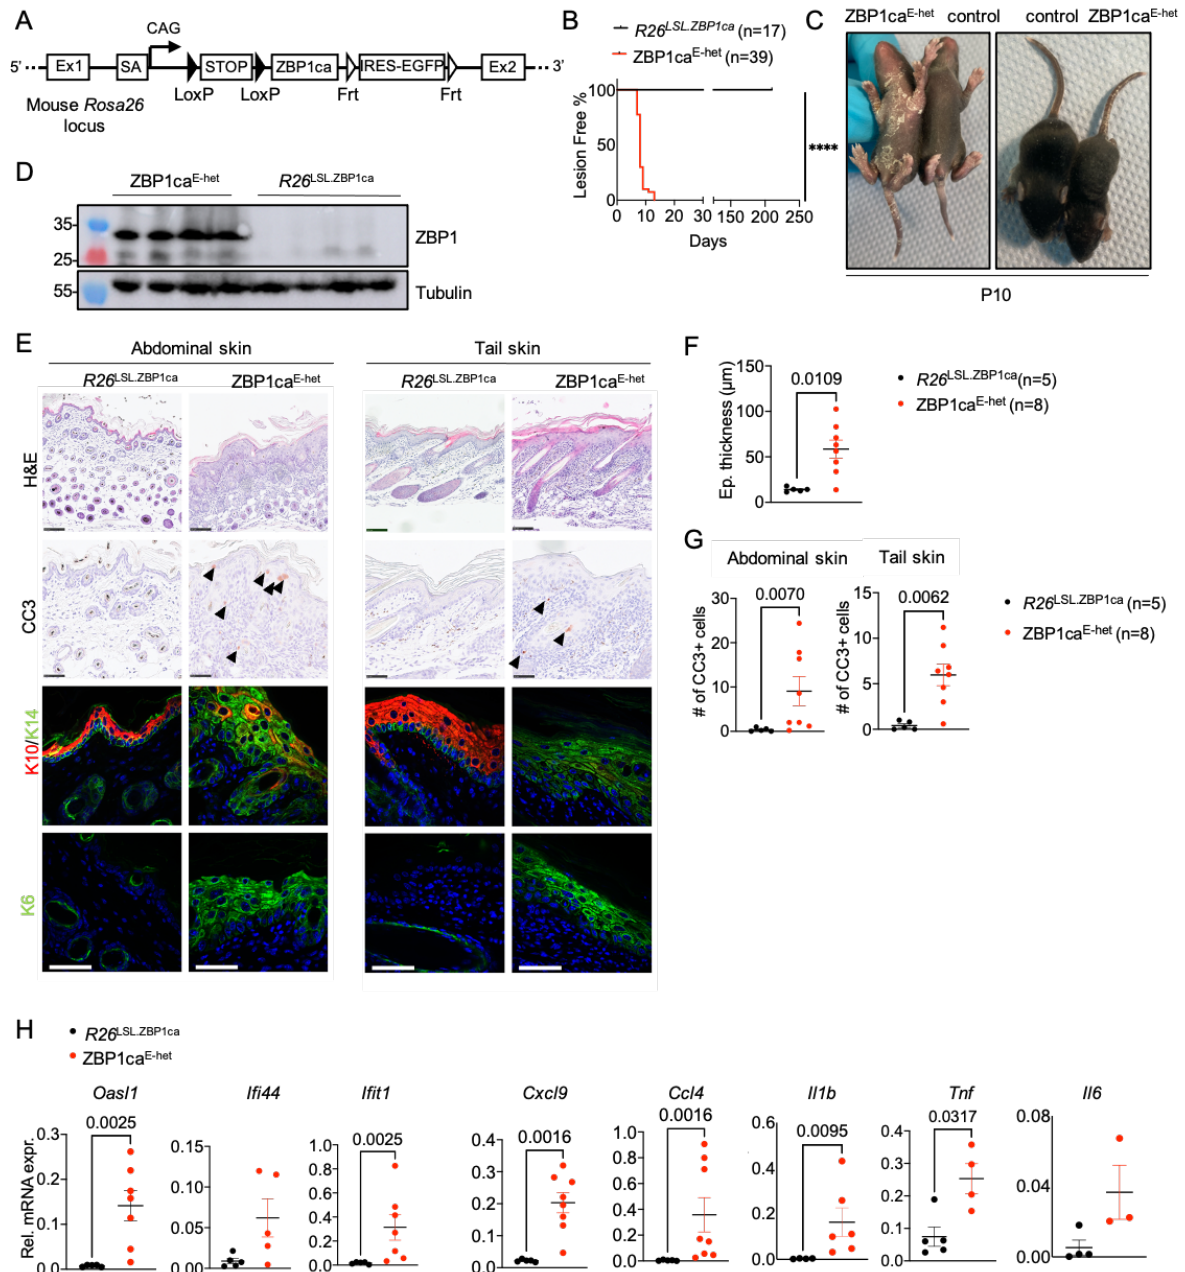 A
CAG
5' Ex1 SA STOP ZBP1ca IRES-EGFP Ex2 3'
LoxP LoxP Frt Frt
Mouse Rosa26
locus
B
R26LSL.ZBP1ca (n=17)
ZBP1caE-het (n=39)
Lesion Free %
100
50
0
0 10 20 30 150 200 250
Days
****
C
ZBP1caE-het control control ZBP1caE-het
P10
D
ZBP1caE-het R26LSL.ZBP1ca
35
25
ZBP1
55
Tubulin
E
Abdominal skin Tail skin
R26LSL.ZBP1ca ZBP1caE-het R26LSL.ZBP1ca ZBP1caE-het
H&E
CC3
K10/K14
K6
F
Ep. thickness (µm)
150
100
50
0
0.0109
R26LSL.ZBP1ca (n=5)
ZBP1caE-het (n=8)
G
Abdominal skin Tail skin
# of CC3+ cells
30
20
10
0
0.0070
# of CC3+ cells
15
10
5
0
0.0062
R26LSL.ZBP1ca (n=5)
ZBP1caE-het (n=8)
H
R26LSL.ZBP1ca
ZBP1caE-het
Rel. mRNA expr.
Oasl1
0.0025
0.3
0.2
0.1
0.0
Ifi44
0.15
0.10
0.05
0.00
Ifit1
0.0025
1.0
0.8
0.6
0.4
0.2
0.0
Cxcl9
0.0016
0.4
0.3
0.2
0.1
0.0
Ccl4
0.0016
1.0
0.8
0.6
0.4
0.2
0.0
Il1b
0.0095
0.6
0.4
0.2
0.0
Tnf
0.0317
0.4
0.3
0.2
0.1
0.0
Il6
0.08
0.04
0.00